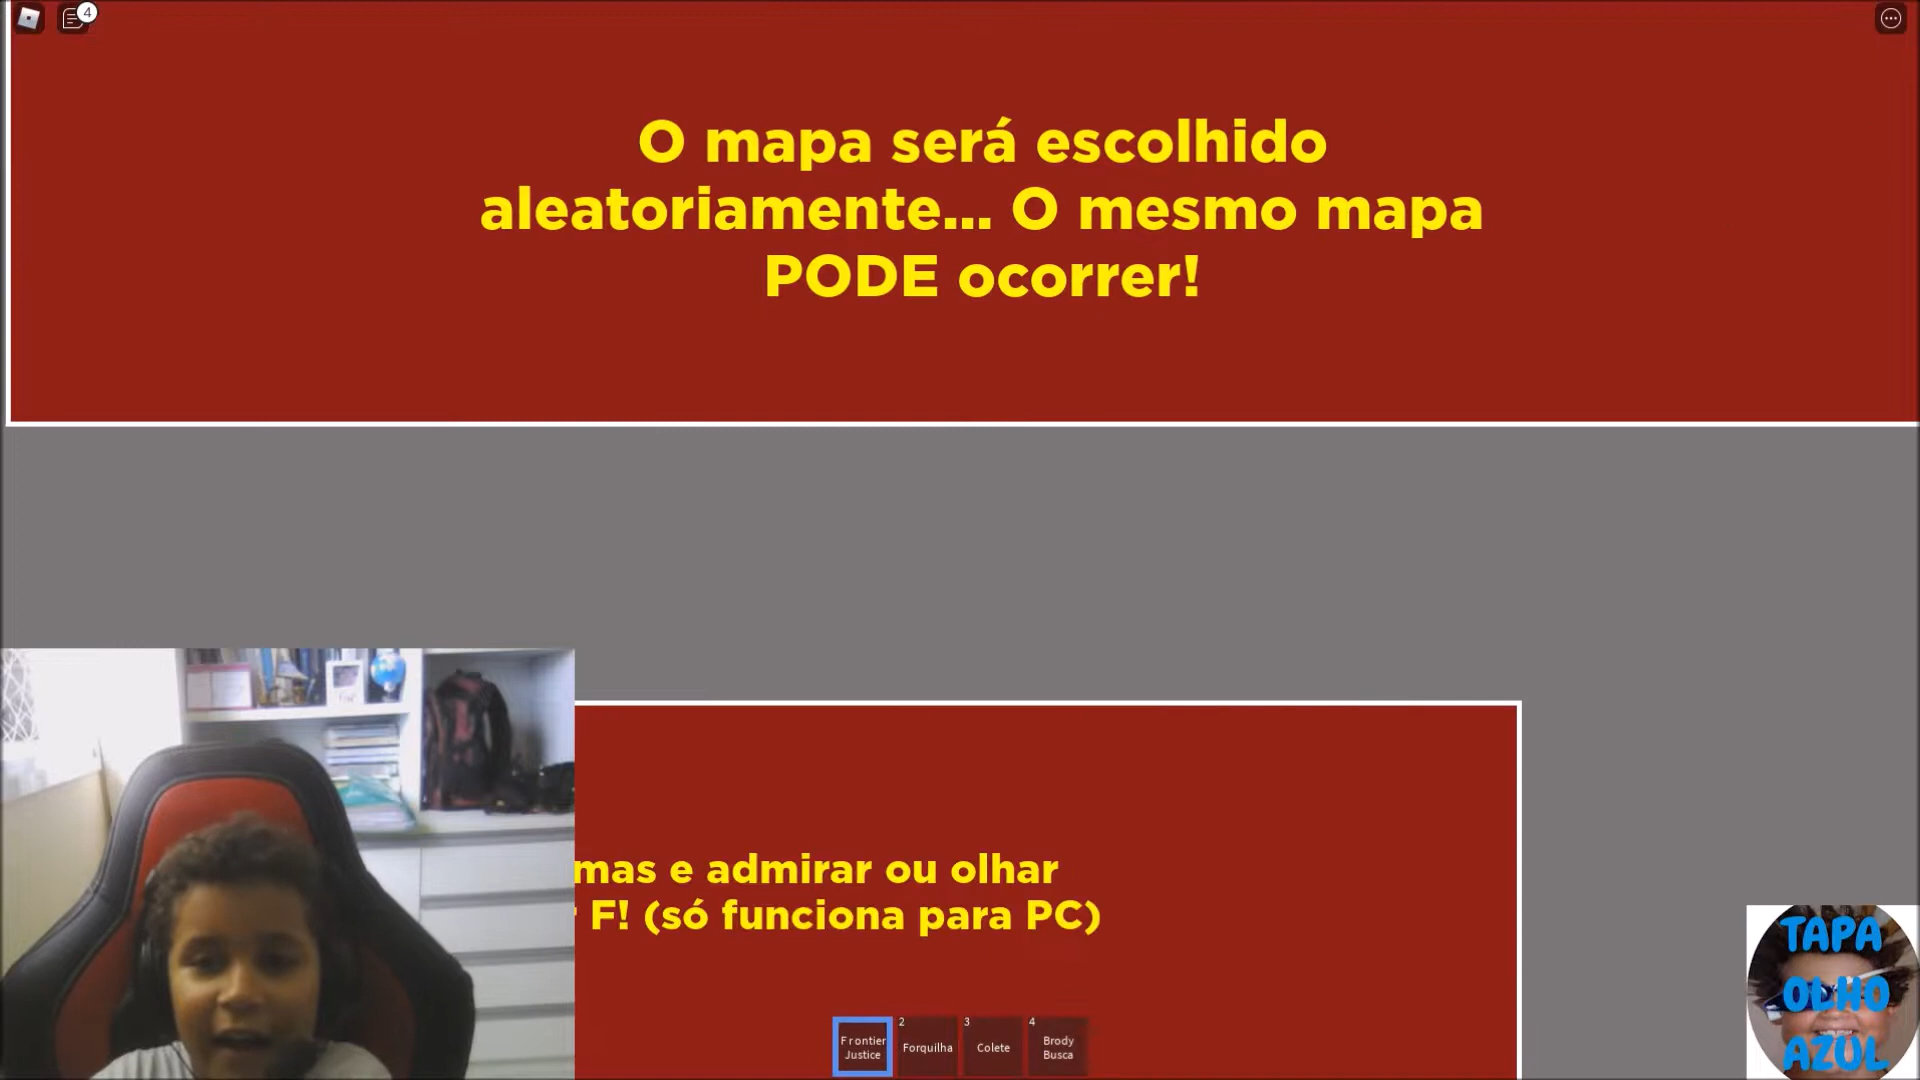 4
O mapa será escolhido
aleatoriamente... O mesmo mapa
PODE ocorrer!
mas e admirar ou olhar
F! (só funciona para PC)
Frontier
Justice
2
Forquilha
3
Colete
4
Brody
Busca
TAPA
OLHO
AZUL